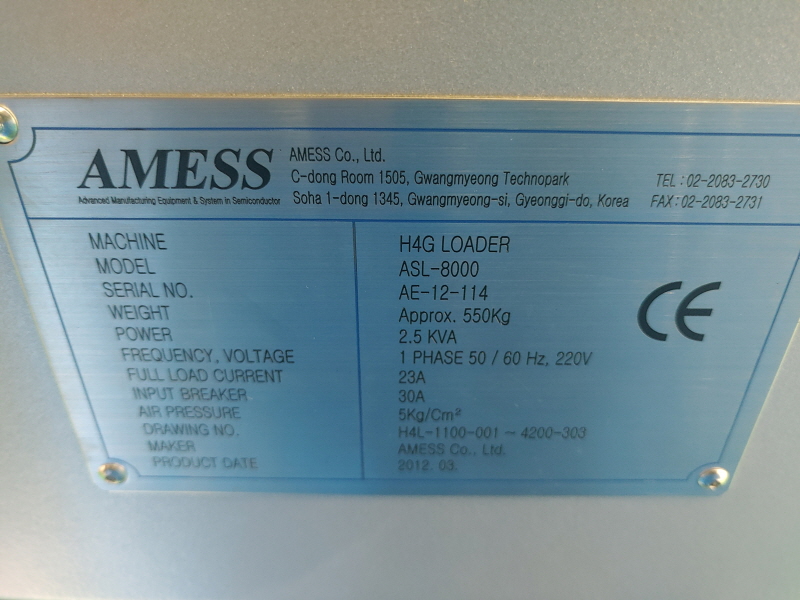 AMESS
Advanced Manufacturing Equipment & System In Semiconductor
AMESS Co., Ltd.
C-dong Room 1505, Gwangmyeong Technopark
Soha 1-dong 1345, Gwangmyeong-si, Gyeonggi-do, Korea
TEL : 02-2083-2730
FAX : 02-2083-2731
MACHINE H4G LOADER
MODEL ASL-8000
SERIAL NO. AE-12-114
WEIGHT Approx. 550Kg
POWER 2.5 KVA
FREQUENCY, VOLTAGE 1 PHASE 50 / 60 Hz, 220V
FULL LOAD CURRENT 23A
INPUT BREAKER 30A
AIR PRESSURE 5Kg/Cm²
DRAWING NO. H4L-1100-001 ~ 4200-303
MAKER AMESS Co., Ltd.
PRODUCT DATE 2012. 03.
CE